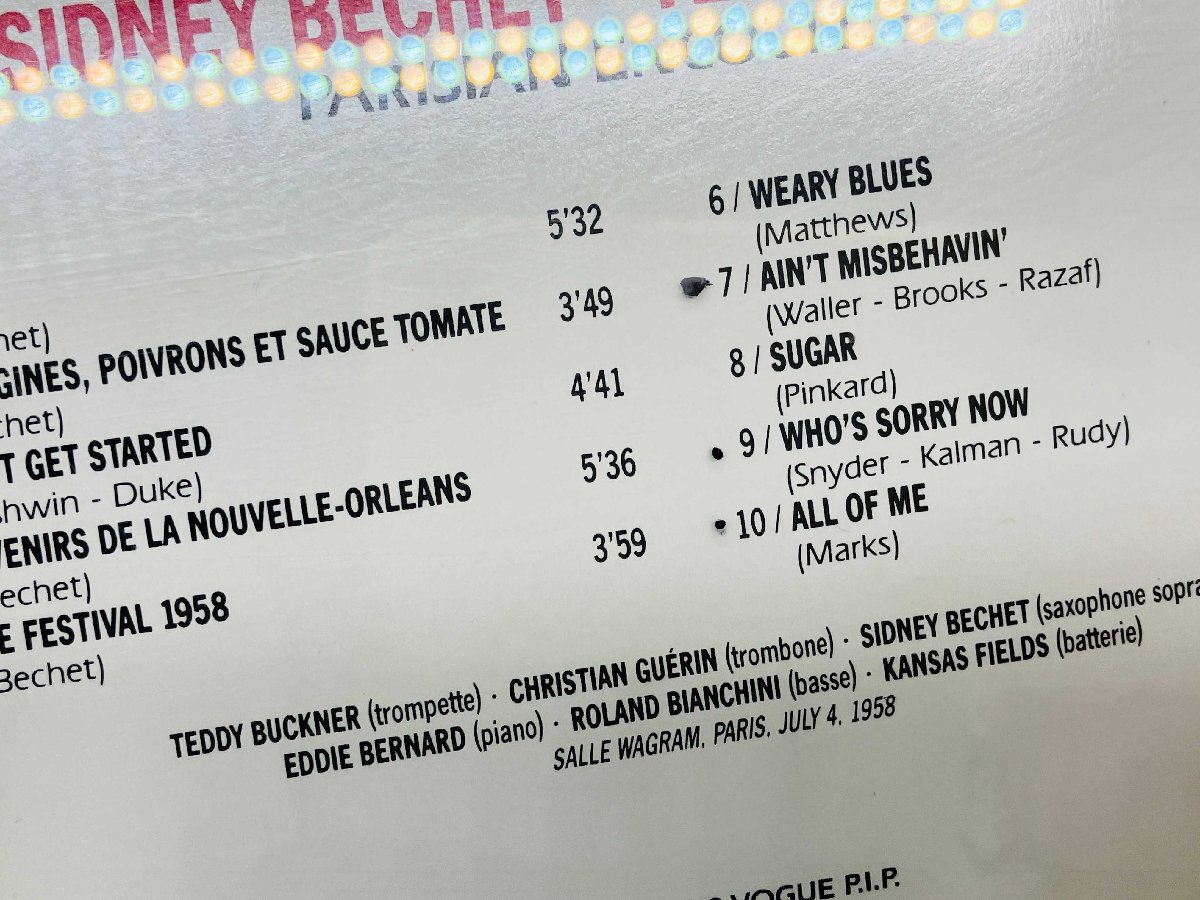 SIDNEY BECHET
PARISIAN
5'32
GINES, POIVRONS ET SAUCE TOMATE 3'49
4'41
T GET STARTED
hwin - Duke) 5'36
ENIRS DE LA NOUVELLE-ORLEANS
echet) 3'59
E FESTIVAL 1958
Bechet)
6 / WEARY BLUES
(Matthews)
7 / AIN'T MISBEHAVIN'
(Waller - Brooks - Razaf)
8 / SUGAR
(Pinkard)
9 / WHO'S SORRY NOW
(Snyder - Kalman - Rudy)
10 / ALL OF ME
(Marks)
TEDDY BUCKNER (trompette) · CHRISTIAN GUÉRIN (trombone) · SIDNEY BECHET (saxophone sopra
EDDIE BERNARD (piano) · ROLAND BIANCHINI (basse) · KANSAS FIELDS (batterie)
SALLE WAGRAM, PARIS, JULY 4, 1958
VOGUE P.I.P.